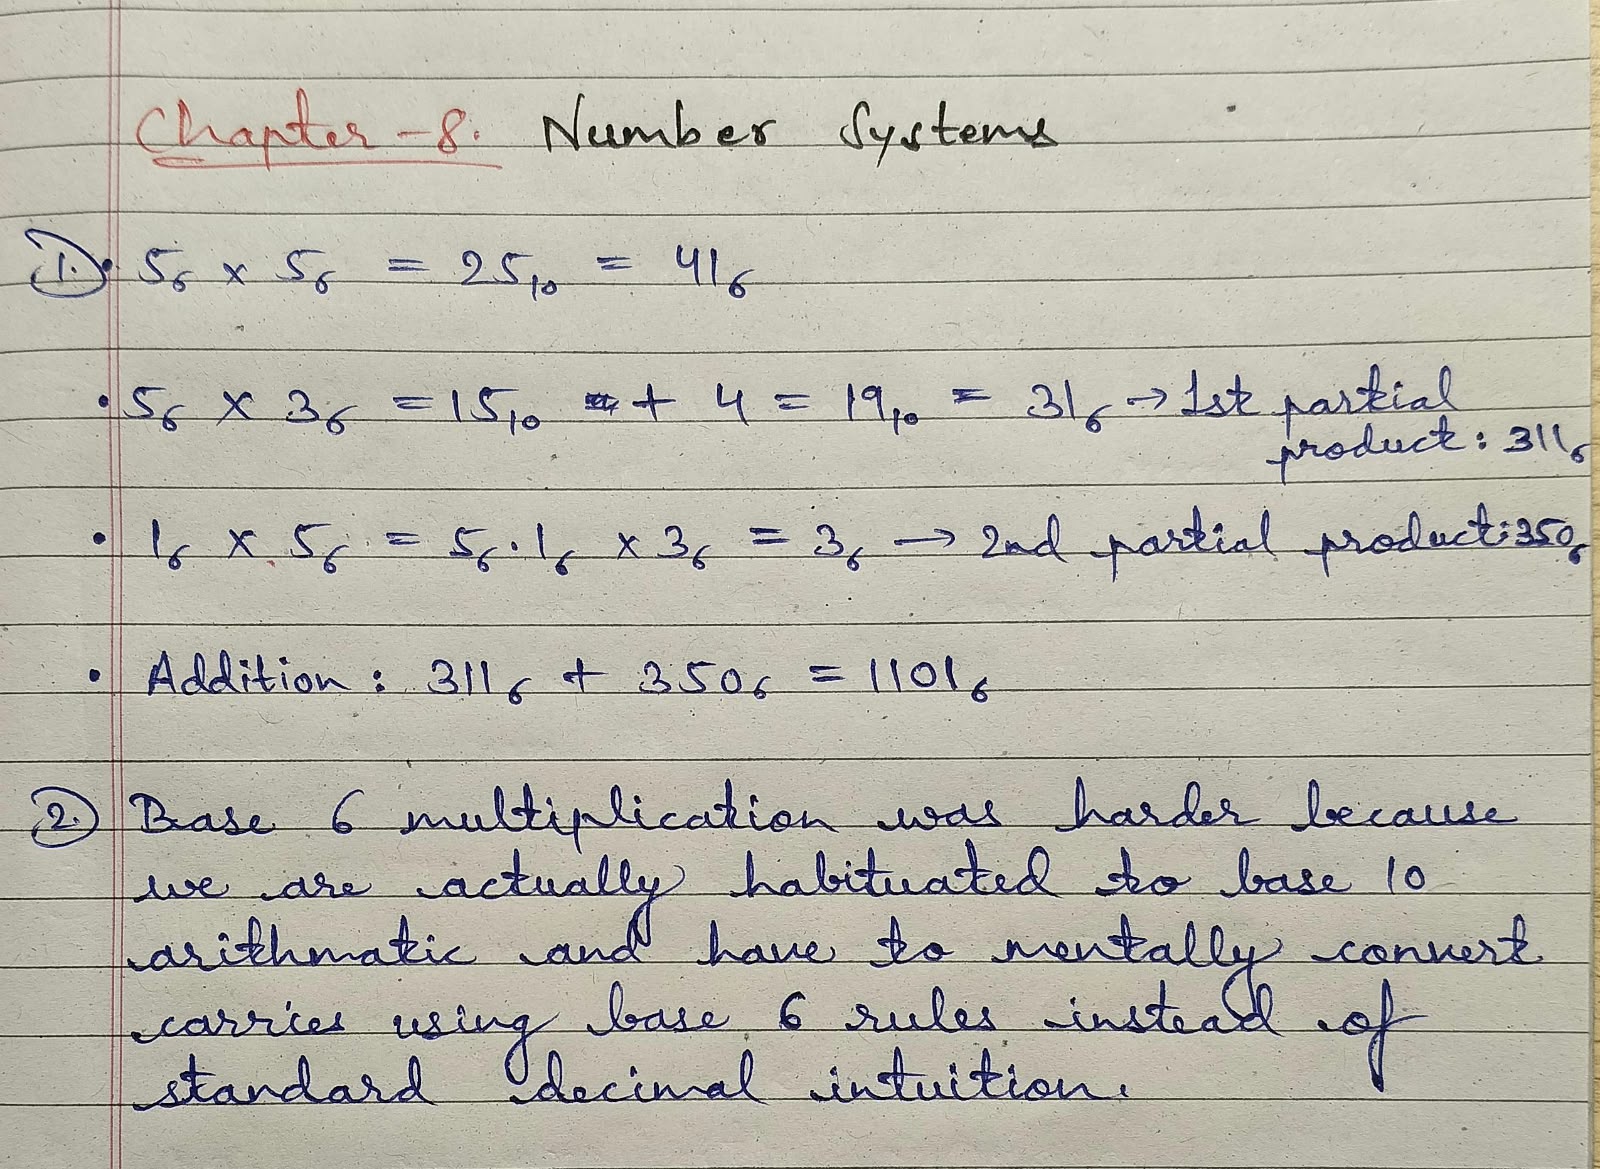 Chapter - 8. Number Systems
1. • 5₆ × 5₆ = 25₁₀ = 41₆
• 5₆ × 3₆ = 15₁₀ + 4 = 19₁₀ = 31₆ → 1st partial
product : 311₆
• 1₆ × 5₆ = 5₆ . 1₆ × 3₆ = 3₆ → 2nd partial product : 350₆
• Addition : 311₆ + 350₆ = 1101₆
2. Base 6 multiplication was harder because
we are actually habituated to base 10
arithmatic and have to mentally convert
carries using base 6 rules instead of
standard decimal intuition.